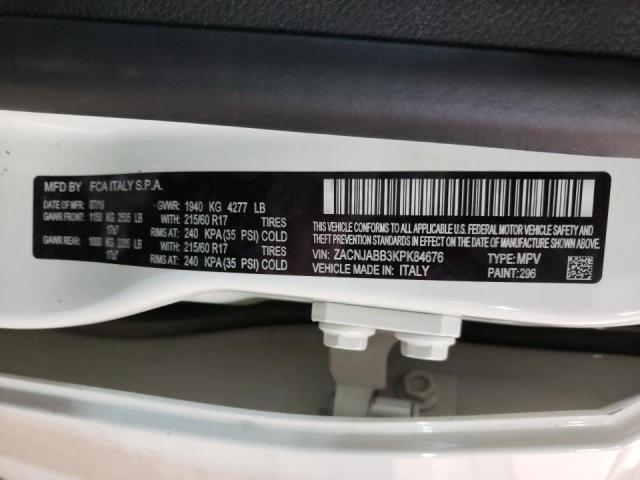 MFD BY FCA ITALY S.P.A.
DATE OF MFR: 07/19 GVWR: 1940 KG 4277 LB
GAWR FRONT: 1150 KG 2535 LB WITH: 215/60 R17 TIRES
17x7 RIMS AT: 240 KPA (35 PSI) COLD
GAWR REAR: 1000 KG 2205 LB WITH: 215/60 R17 TIRES
17x7 RIMS AT: 240 KPA (35 PSI) COLD
THIS VEHICLE CONFORMS TO ALL APPLICABLE U.S. FEDERAL MOTOR VEHICLE SAFETY, BUMPER, AND THEFT PREVENTION STANDARDS IN EFFECT ON THE DATE OF MANUFACTURE SHOWN ABOVE.
VIN: ZACNJABB3KPK84676 TYPE: MPV
VEHICLE MADE IN: ITALY PAINT: 296